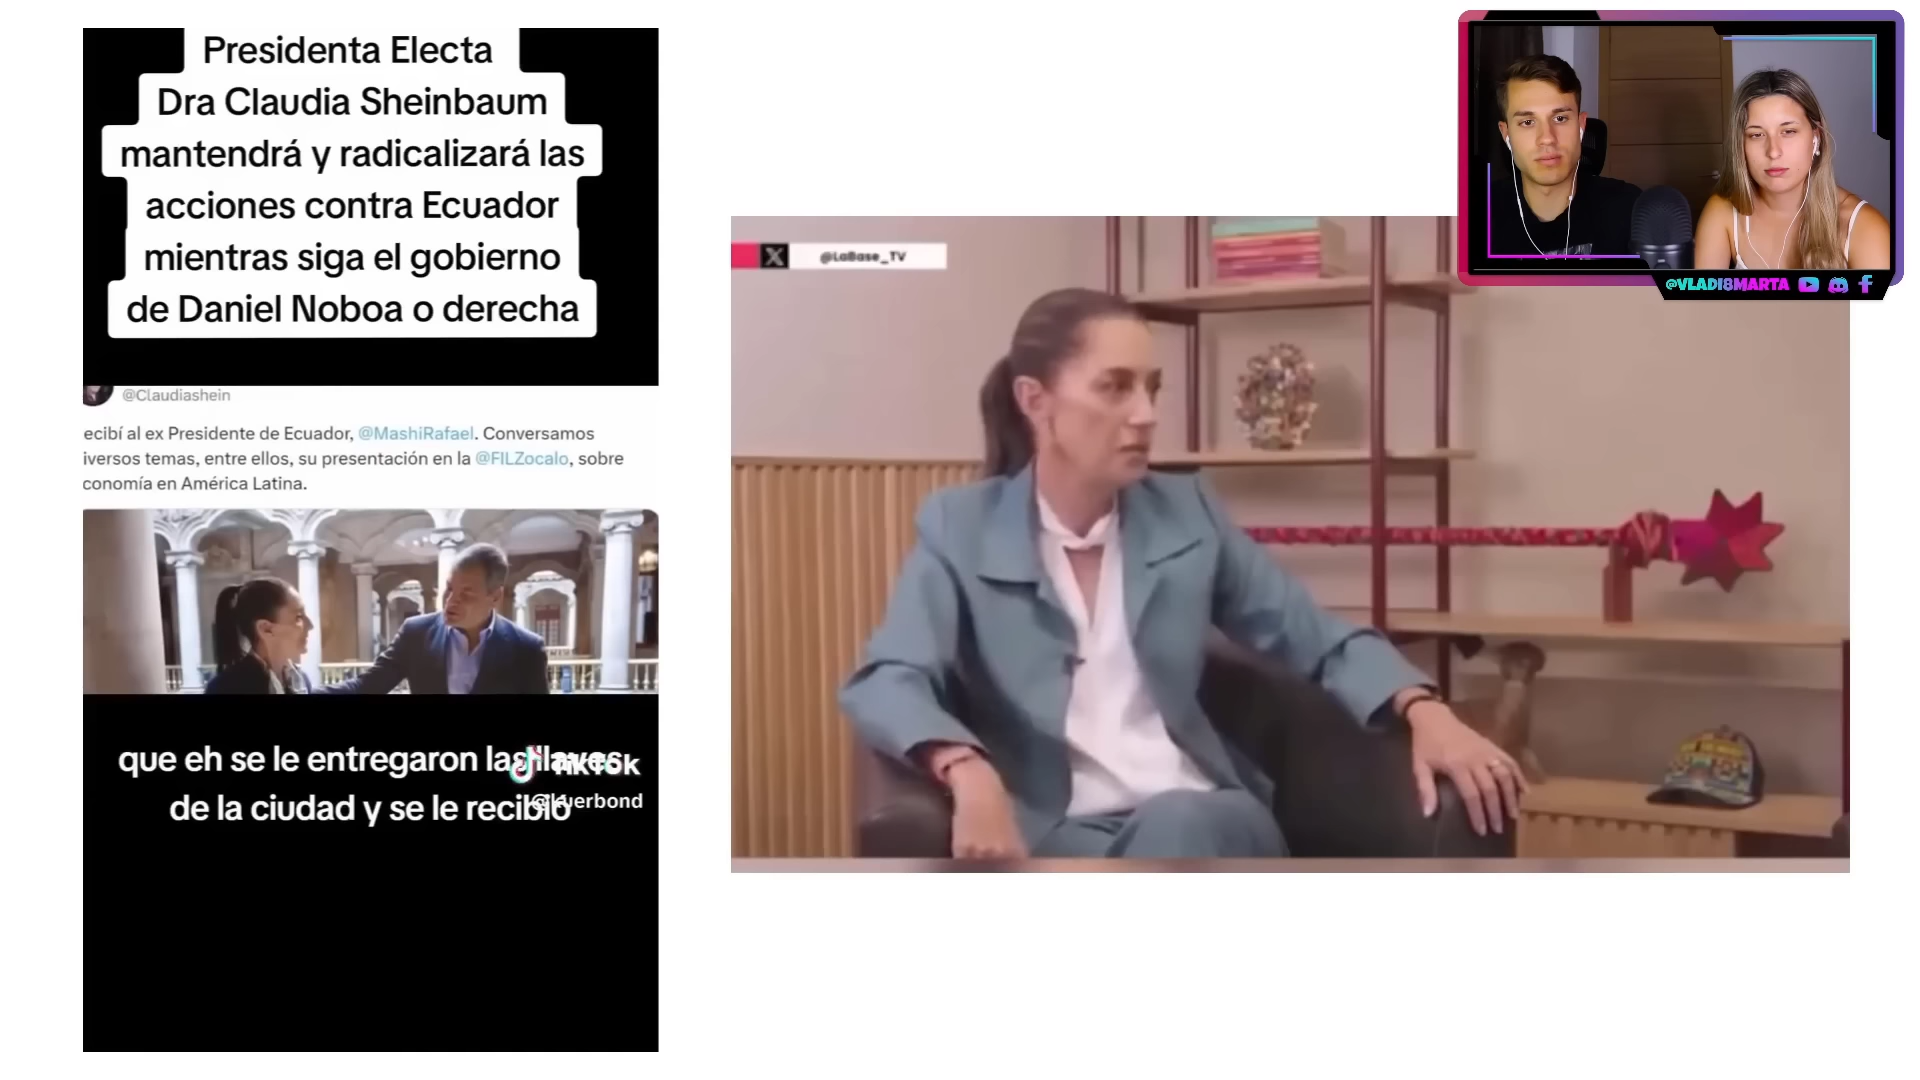 Presidenta Electa
Dra Claudia Sheinbaum
mantendrá y radicalizará las
acciones contra Ecuador
mientras siga el gobierno
de Daniel Noboa o derecha
@Claudiashein
ecibí al ex Presidente de Ecuador, @MashiRafael. Conversamos
iversos temas, entre ellos, su presentación en la @FILZocalo, sobre
conomía en América Latina.
que eh se le entregaron las llaves
de la ciudad y se le recibió
TikTok
@kuerbond
@LaBase_TV
@VLADI8MARTA